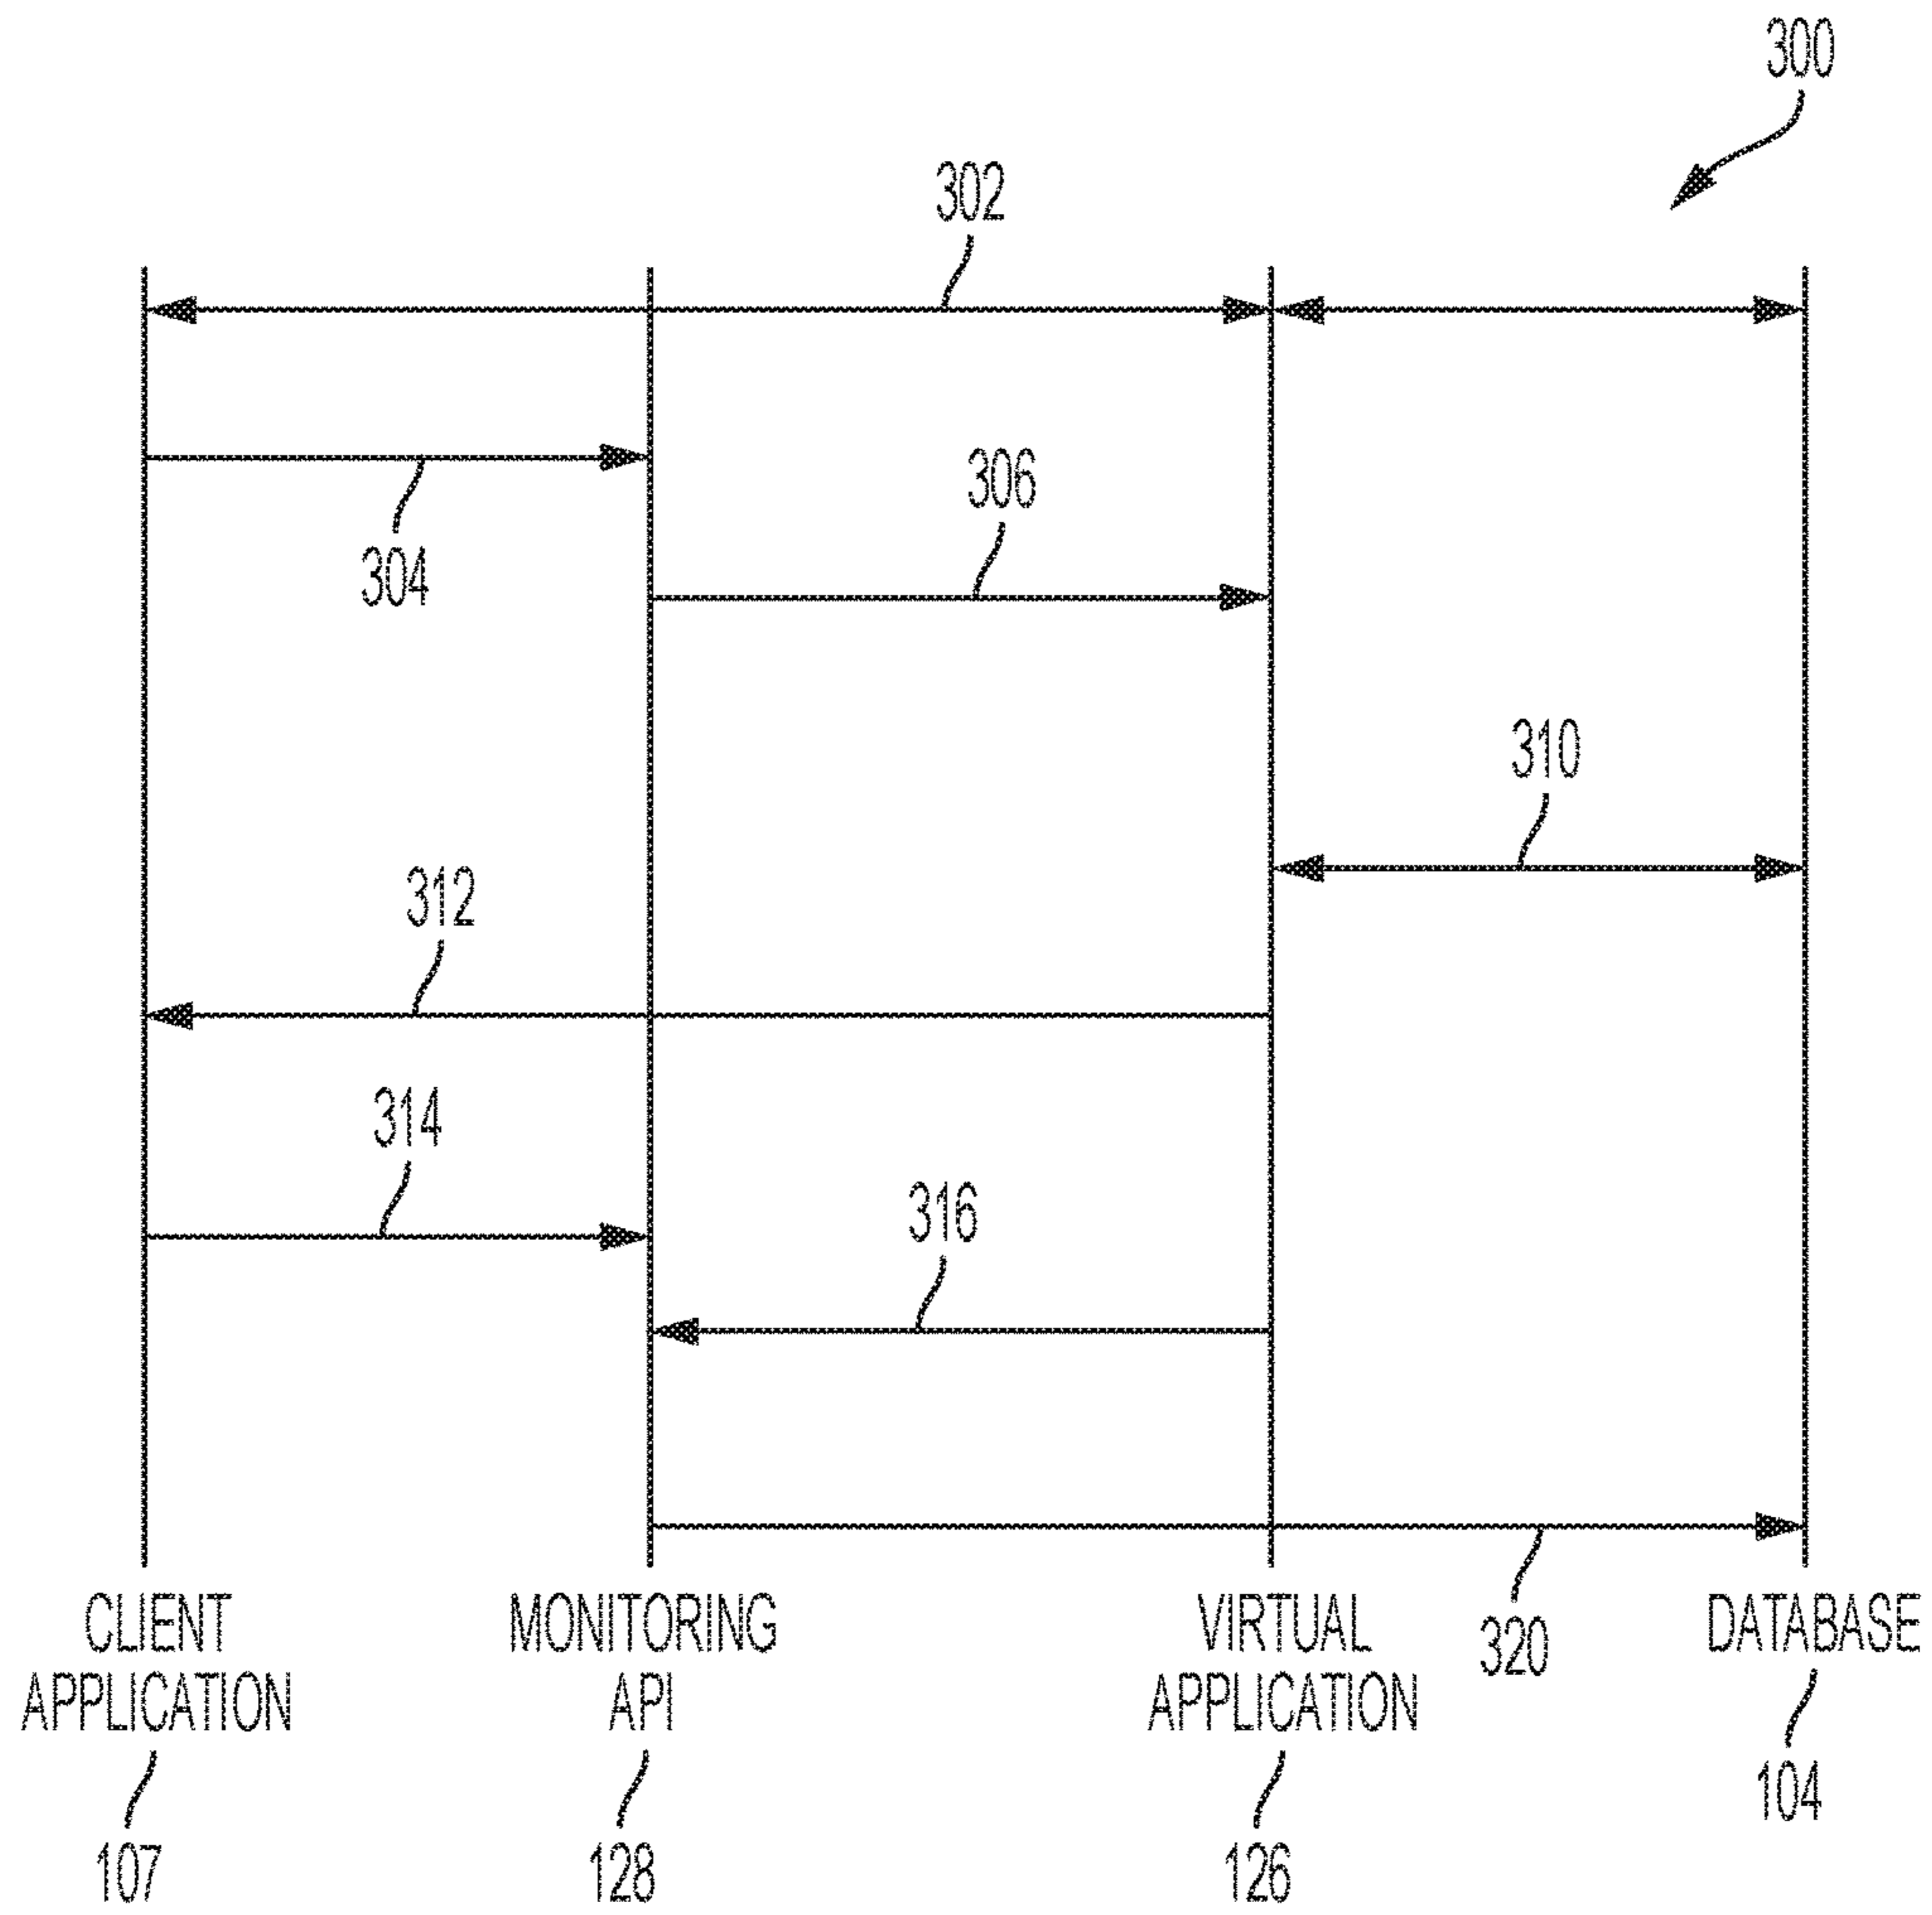 300
302
304
306
310
312
314
316
320
CLIENT
APPLICATION
107
MONITORING
API
128
VIRTUAL
APPLICATION
126
DATABASE
104